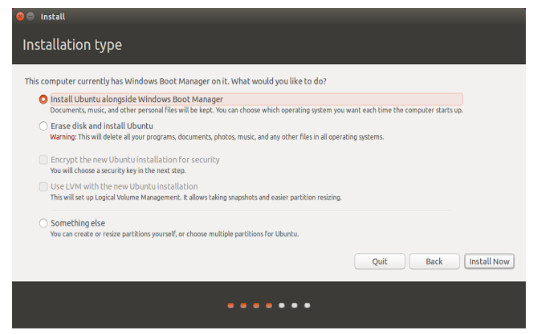 Install
Installation type
This computer currently has Windows Boot Manager on it. What would you like to do?
Install Ubuntu alongside Windows Boot Manager
Documents, music, and other personal files will be kept. You can choose which operating system you want each time the computer starts up.
Erase disk and install Ubuntu
Warning: This will delete all your programs, documents, photos, music, and any other files in all operating systems.
Encrypt the new Ubuntu installation for security
You will choose a security key in the next step.
Use LVM with the new Ubuntu installation
This will set up Logical Volume Management. It allows taking snapshots and easier partition resizing.
Something else
You can create or resize partitions yourself, or choose multiple partitions for Ubuntu.
Quit Back Install Now